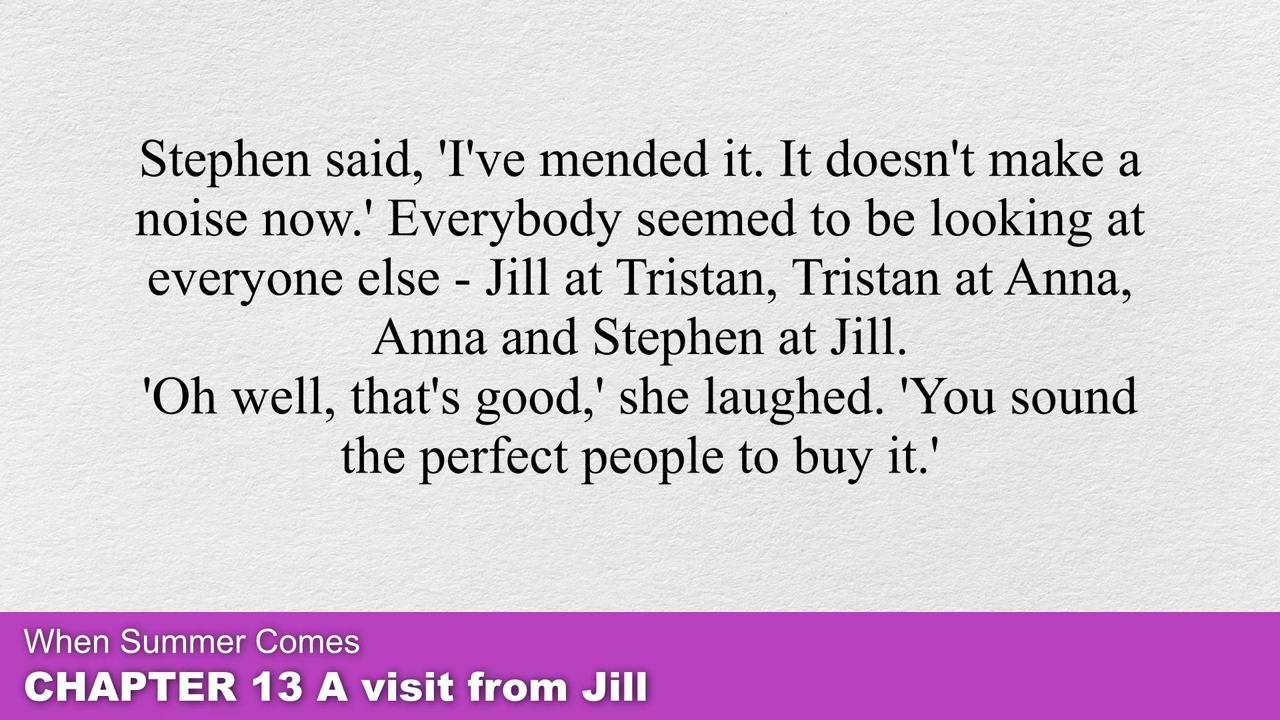 Stephen said, 'I've mended it. It doesn't make a
noise now.' Everybody seemed to be looking at
everyone else - Jill at Tristan, Tristan at Anna,
Anna and Stephen at Jill.
'Oh well, that's good,' she laughed. 'You sound
the perfect people to buy it.'
When Summer Comes
CHAPTER 13 A visit from Jill